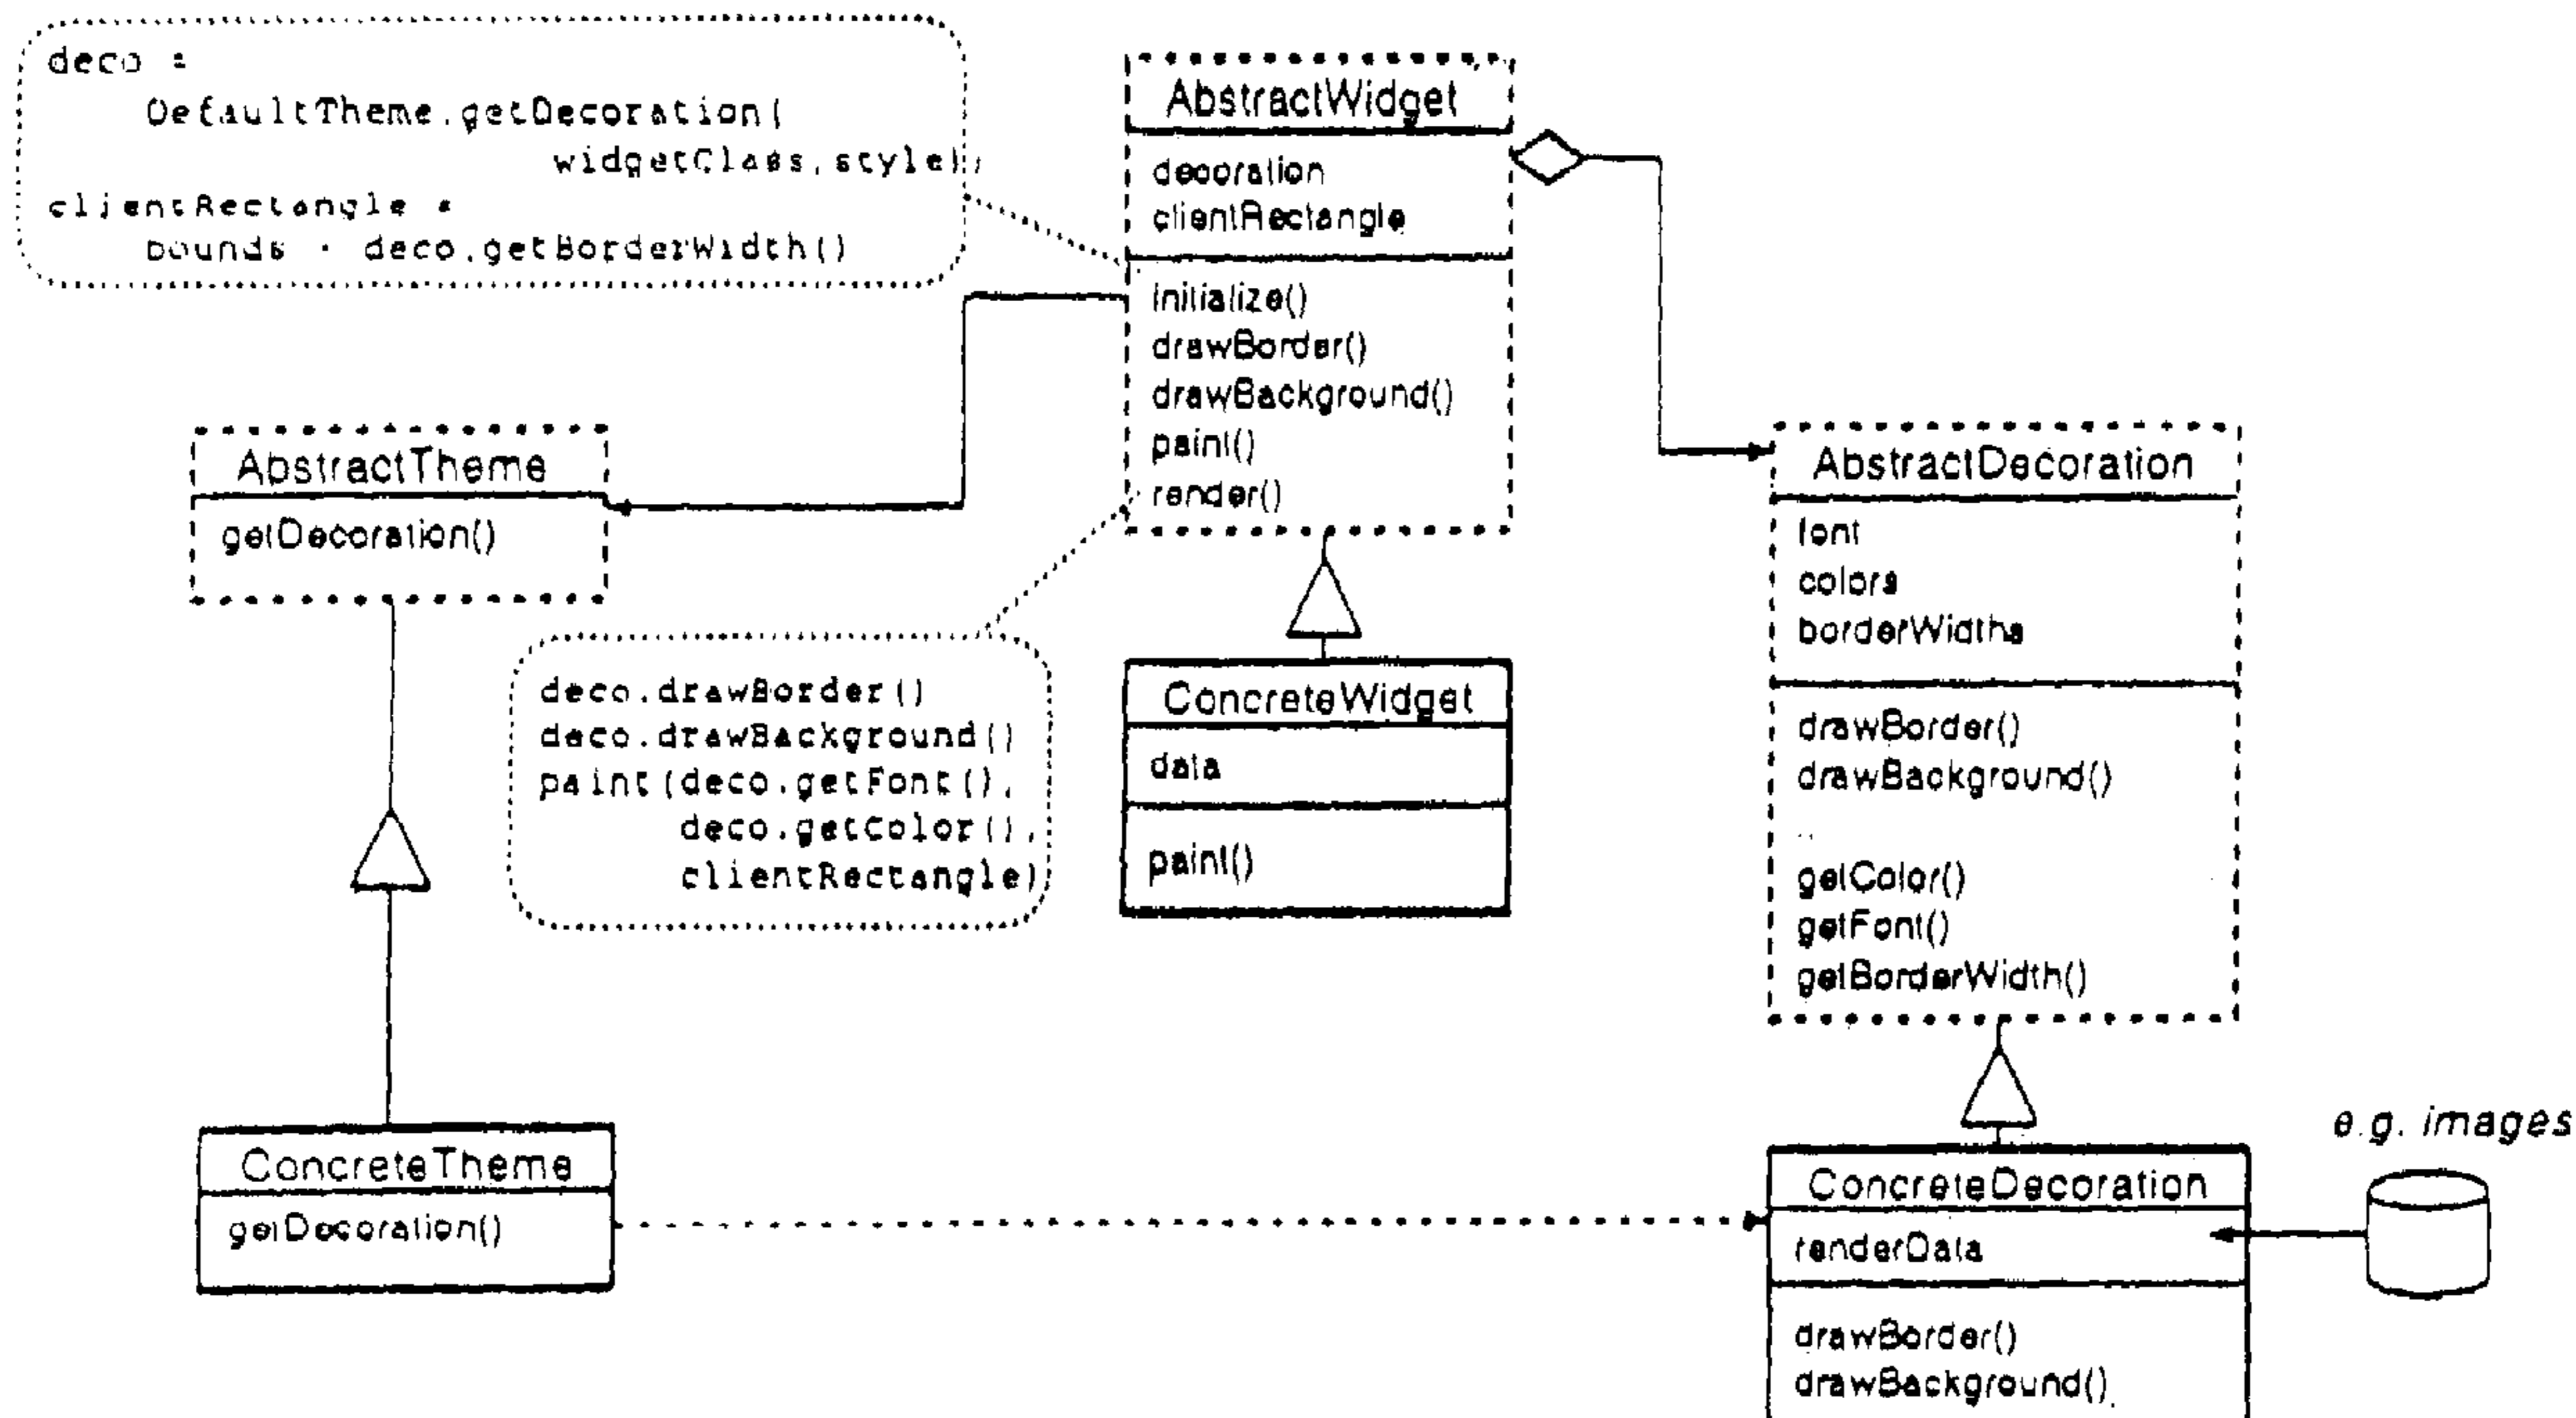 deco =
DefaultTheme.getDecoration(
widgetClass,style);
clientRectangle =
bounds - deco.getBorderWidth()
AbstractWidget
decoration
clientRectangle
initialize()
drawBorder()
drawBackground()
paint()
render()
AbstractTheme
getDecoration()
deco.drawBorder()
deco.drawBackground()
paint(deco.getFont(),
deco.getColor(),
clientRectangle)
ConcreteWidget
data
paint()
AbstractDecoration
font
colors
borderWidths
drawBorder()
drawBackground()
..
getColor()
getFont()
getBorderWidth()
ConcreteTheme
getDecoration()
ConcreteDecoration
renderData
drawBorder()
drawBackground()
e.g. images